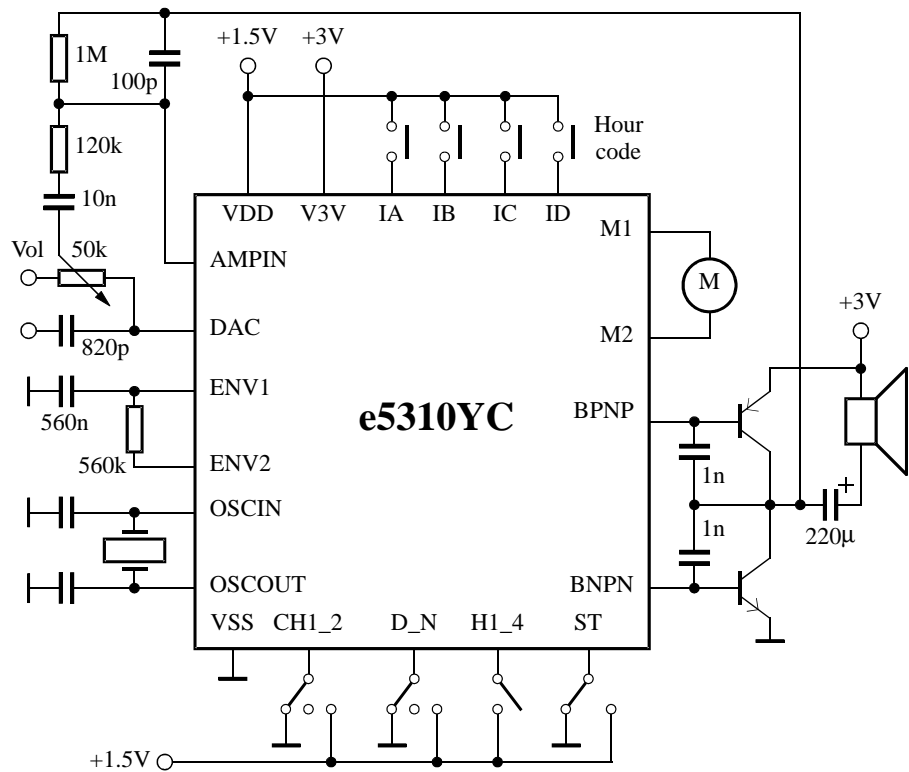 +1.5V
+3V
1M
100p
120k
Hour
code
10n
VDD
V3V
IA
IB
IC
ID
M1
Vol
50k
AMPIN
M
+3V
DAC
M2
820p
ENV1
560n
e5310YC
BPNP
ENV2
560k
1n
OSCIN
+
1n
220µ
OSCOUT
BNPN
VSS
CH1_2
D_N
H1_4
ST
+1.5V